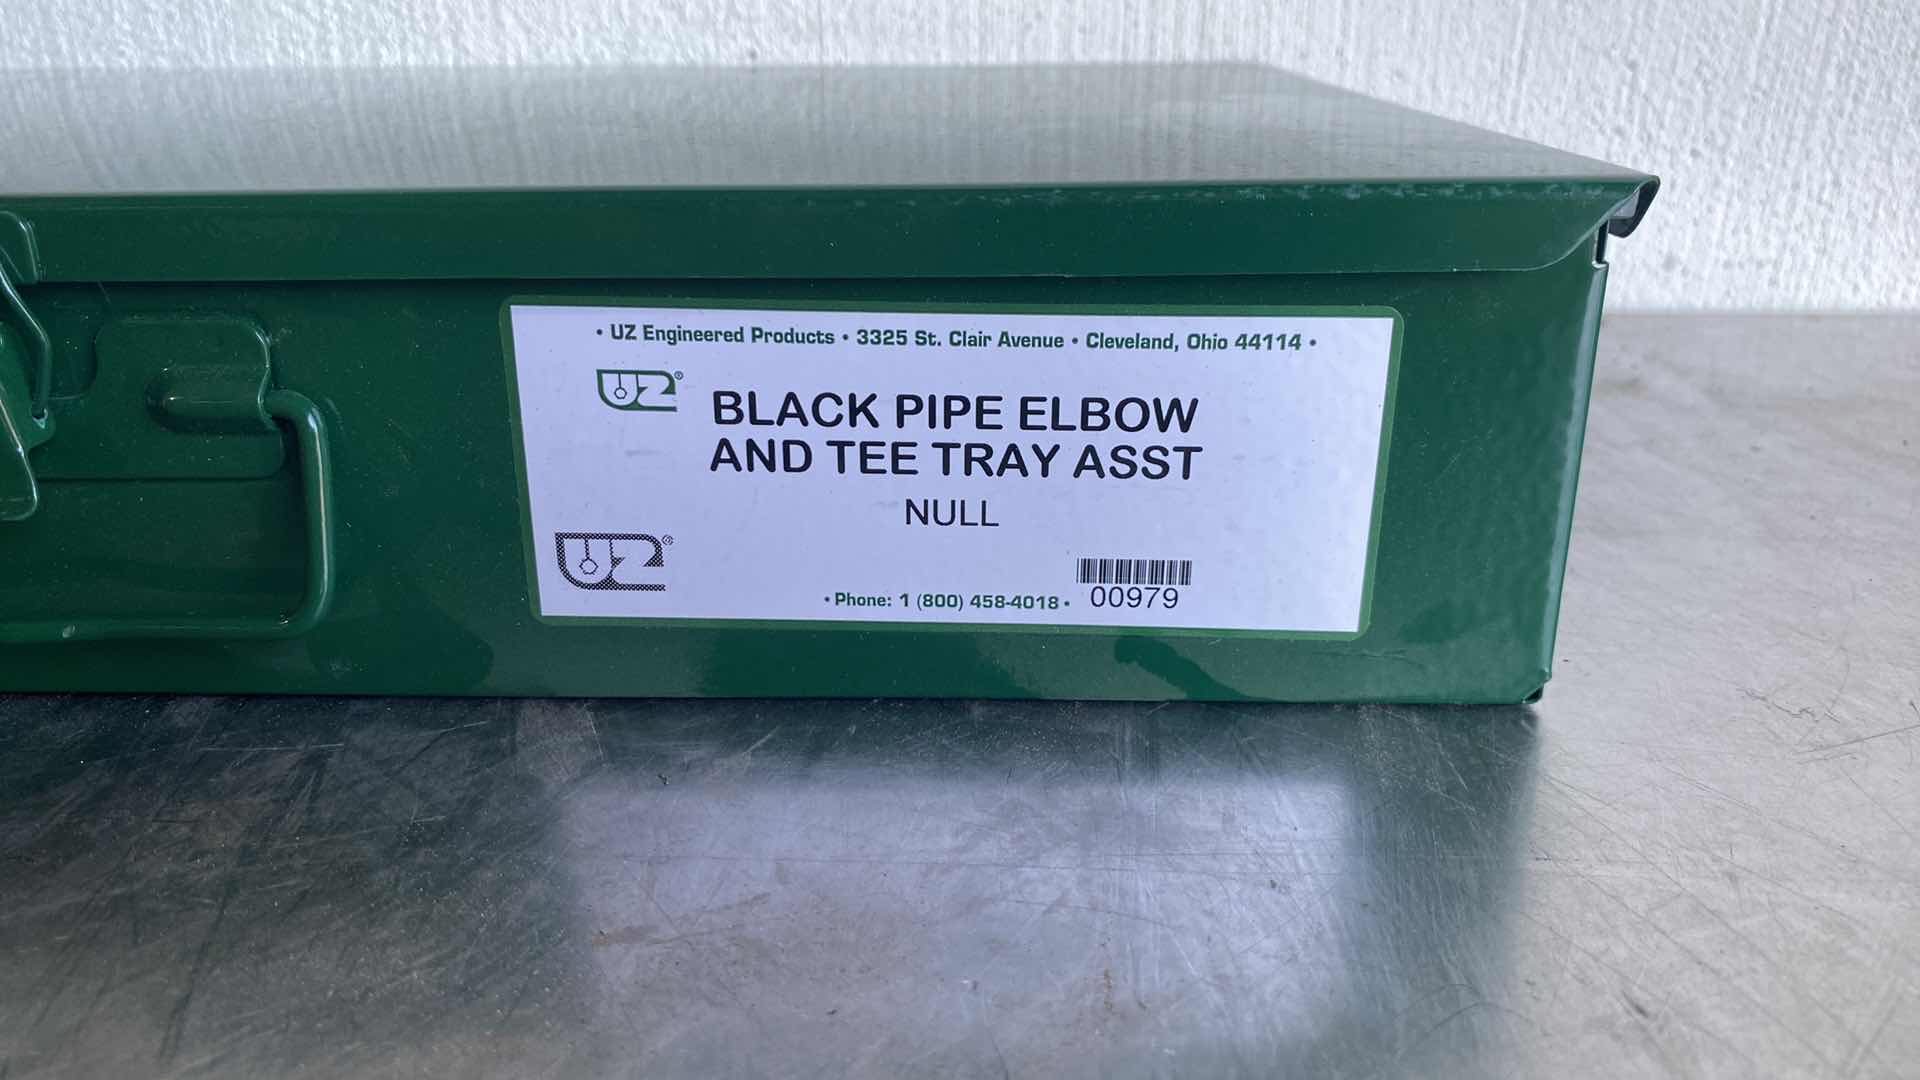 • UZ Engineered Products • 3325 St. Clair Avenue • Cleveland, Ohio 44114 •
UZ®
BLACK PIPE ELBOW
AND TEE TRAY ASST
NULL
UZ®
• Phone: 1 (800) 458-4018 •
00979